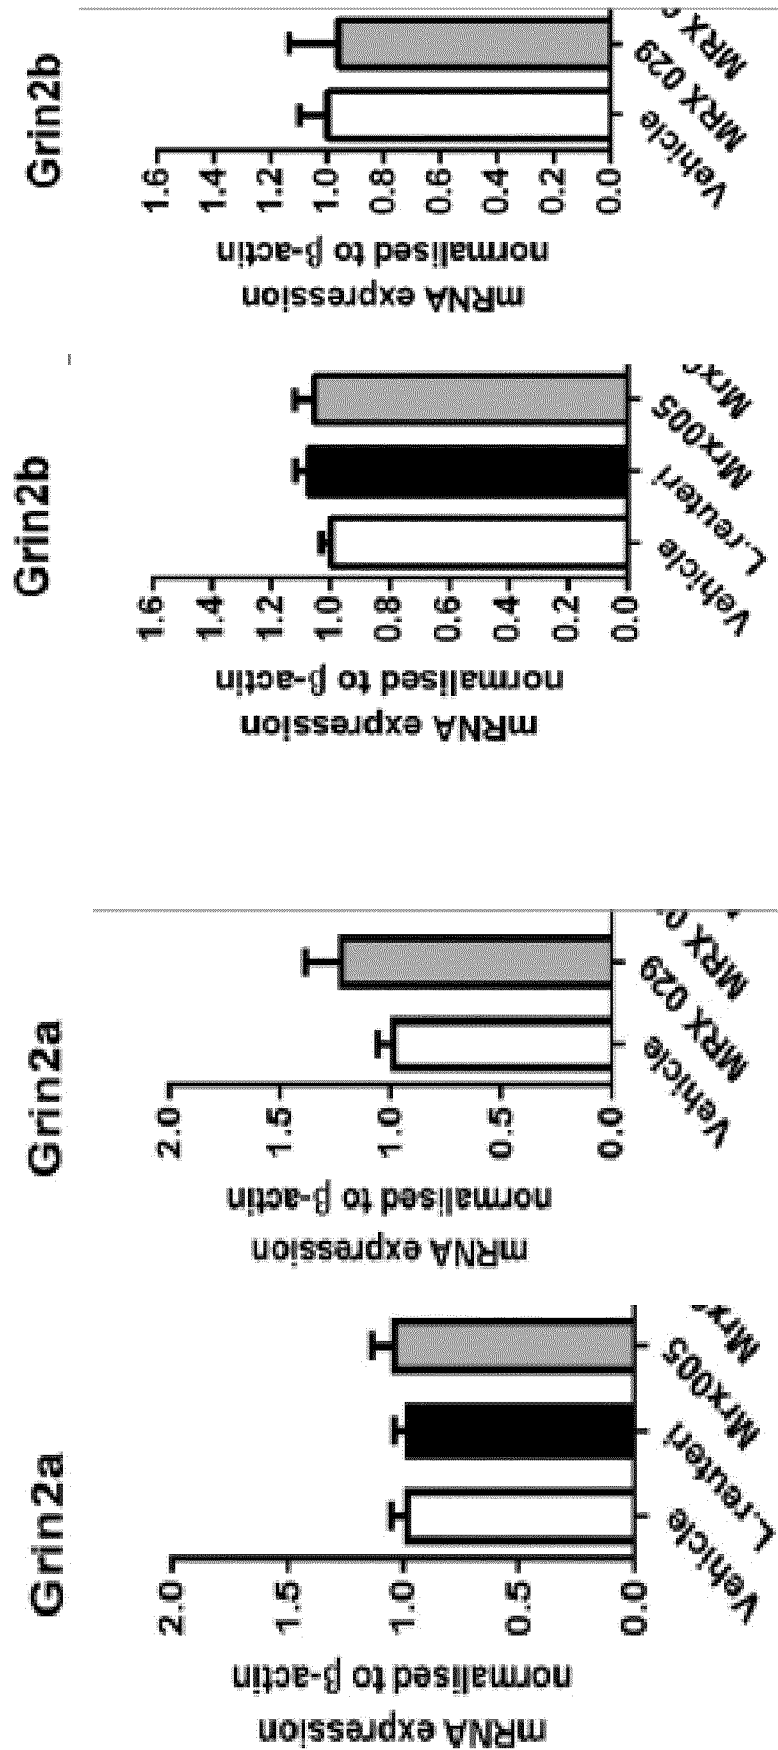 Grin2a
mRNA expression
normalised to β-actin
2.0
1.5
1.0
0.5
0.0
Vehicle
L.reuteri
Mrx005
Grin2a
mRNA expression
normalised to β-actin
2.0
1.5
1.0
0.5
0.0
Vehicle
MRX 029
MRX
Grin2b
mRNA expression
normalised to β-actin
1.6
1.4
1.2
1.0
0.8
0.6
0.4
0.2
0.0
Vehicle
L.reuteri
Mrx005
Grin2b
mRNA expression
normalised to β-actin
1.6
1.4
1.2
1.0
0.8
0.6
0.4
0.2
0.0
Vehicle
MRX 029
MRX